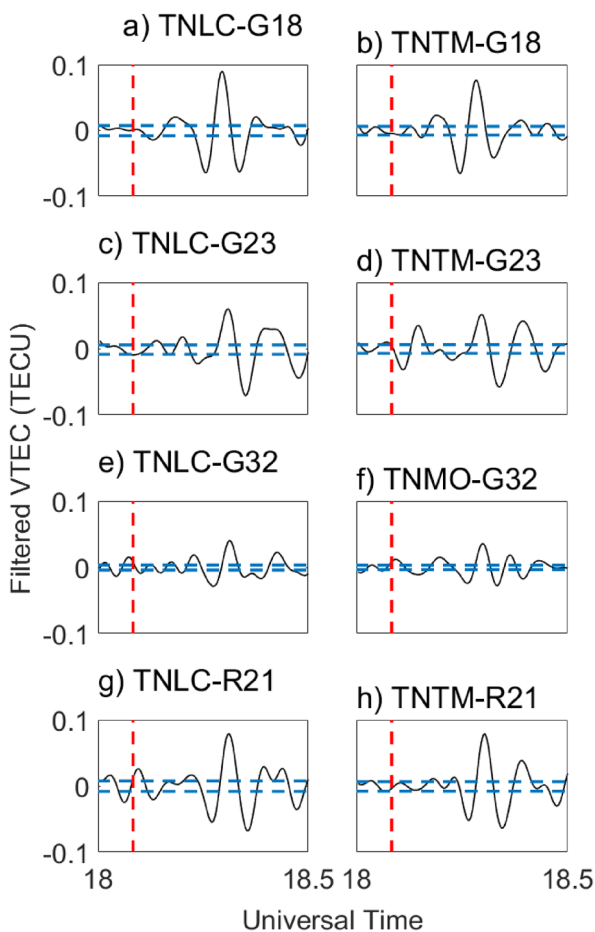 a) TNLC-G18
b) TNTM-G18
0.1
0
-0.1
c) TNLC-G23
d) TNTM-G23
0.1
0
-0.1
e) TNLC-G32
f) TNMO-G32
0.1
0
-0.1
g) TNLC-R21
h) TNTM-R21
0.1
0
-0.1
18
18.5
18
18.5
Filtered VTEC (TECU)
Universal Time